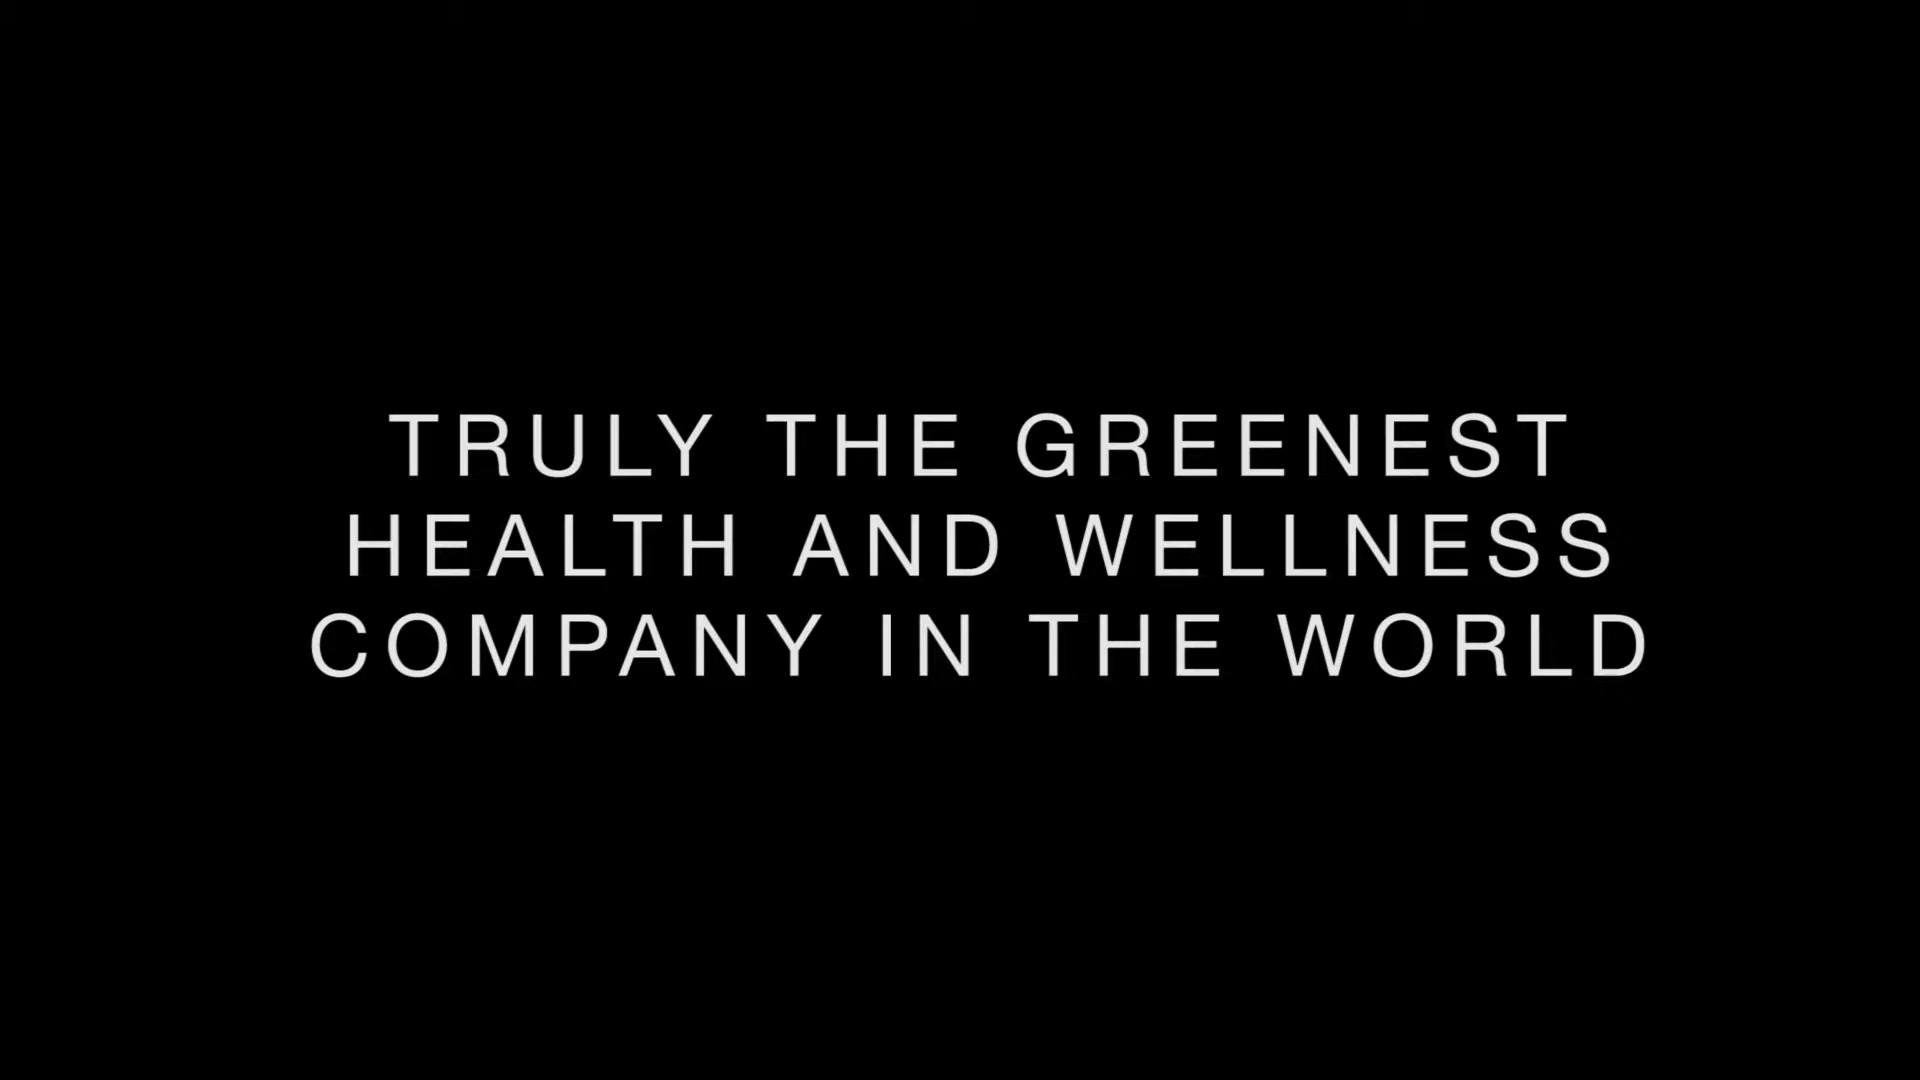 TRULY THE GREENEST
HEALTH AND WELLNESS
COMPANY IN THE WORLD